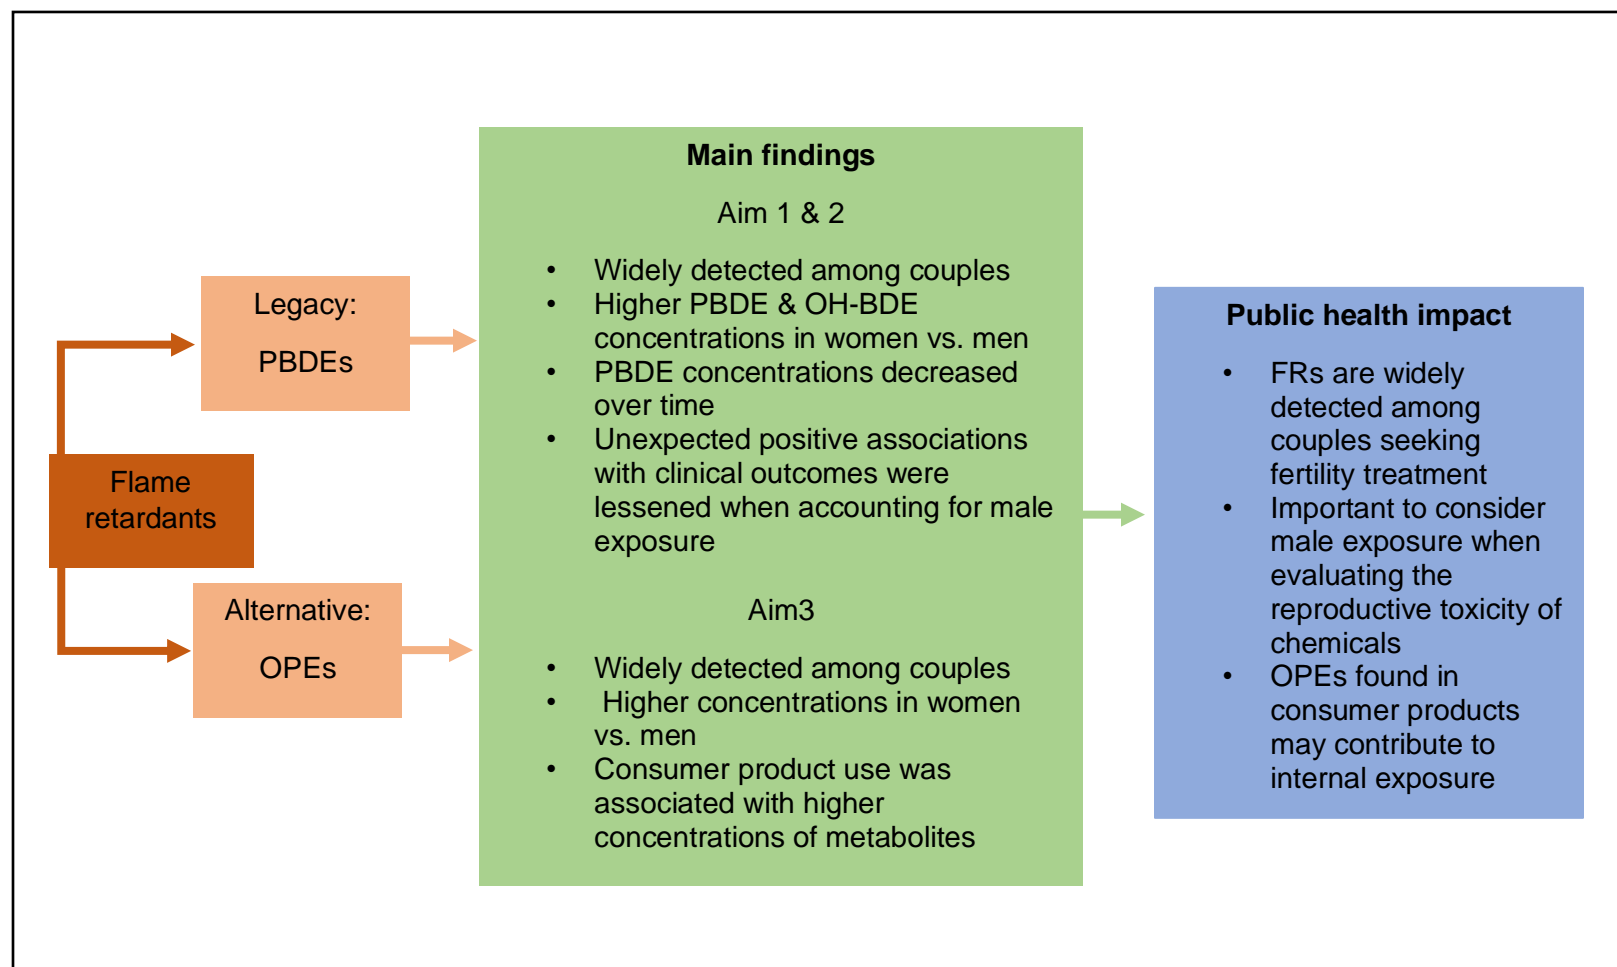 Flame
retardants
Legacy:
PBDEs
Alternative:
OPEs
Main findings
Aim 1 & 2
• Widely detected among couples
• Higher PBDE & OH-BDE
concentrations in women vs. men
• PBDE concentrations decreased
over time
• Unexpected positive associations
with clinical outcomes were
lessened when accounting for male
exposure
Aim3
• Widely detected among couples
• Higher concentrations in women
vs. men
• Consumer product use was
associated with higher
concentrations of metabolites
Public health impact
• FRs are widely
detected among
couples seeking
fertility treatment
• Important to consider
male exposure when
evaluating the
reproductive toxicity of
chemicals
• OPEs found in
consumer products
may contribute to
internal exposure